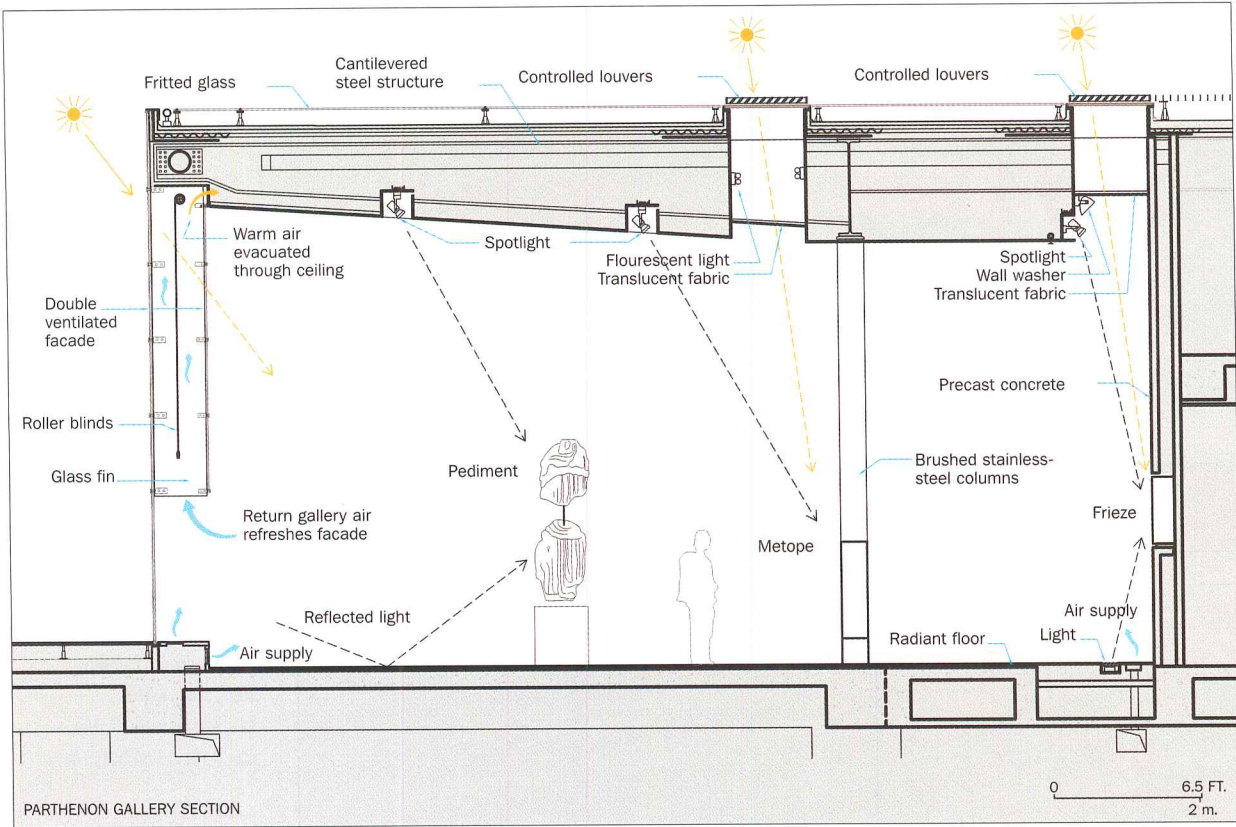 Fritted glass
Cantilevered
steel structure
Controlled louvers
Controlled louvers
Warm air
evacuated
through ceiling
Spotlight
Flourescent light
Translucent fabric
Spotlight
Wall washer
Translucent fabric
Double
ventilated
facade
Precast concrete
Roller blinds
Glass fin
Pediment
Brushed stainless-
steel columns
Return gallery air
refreshes facade
Metope
Frieze
Reflected light
Air supply
Air supply
Radiant floor
Light
PARTHENON GALLERY SECTION
0 6.5 FT.
2 m.